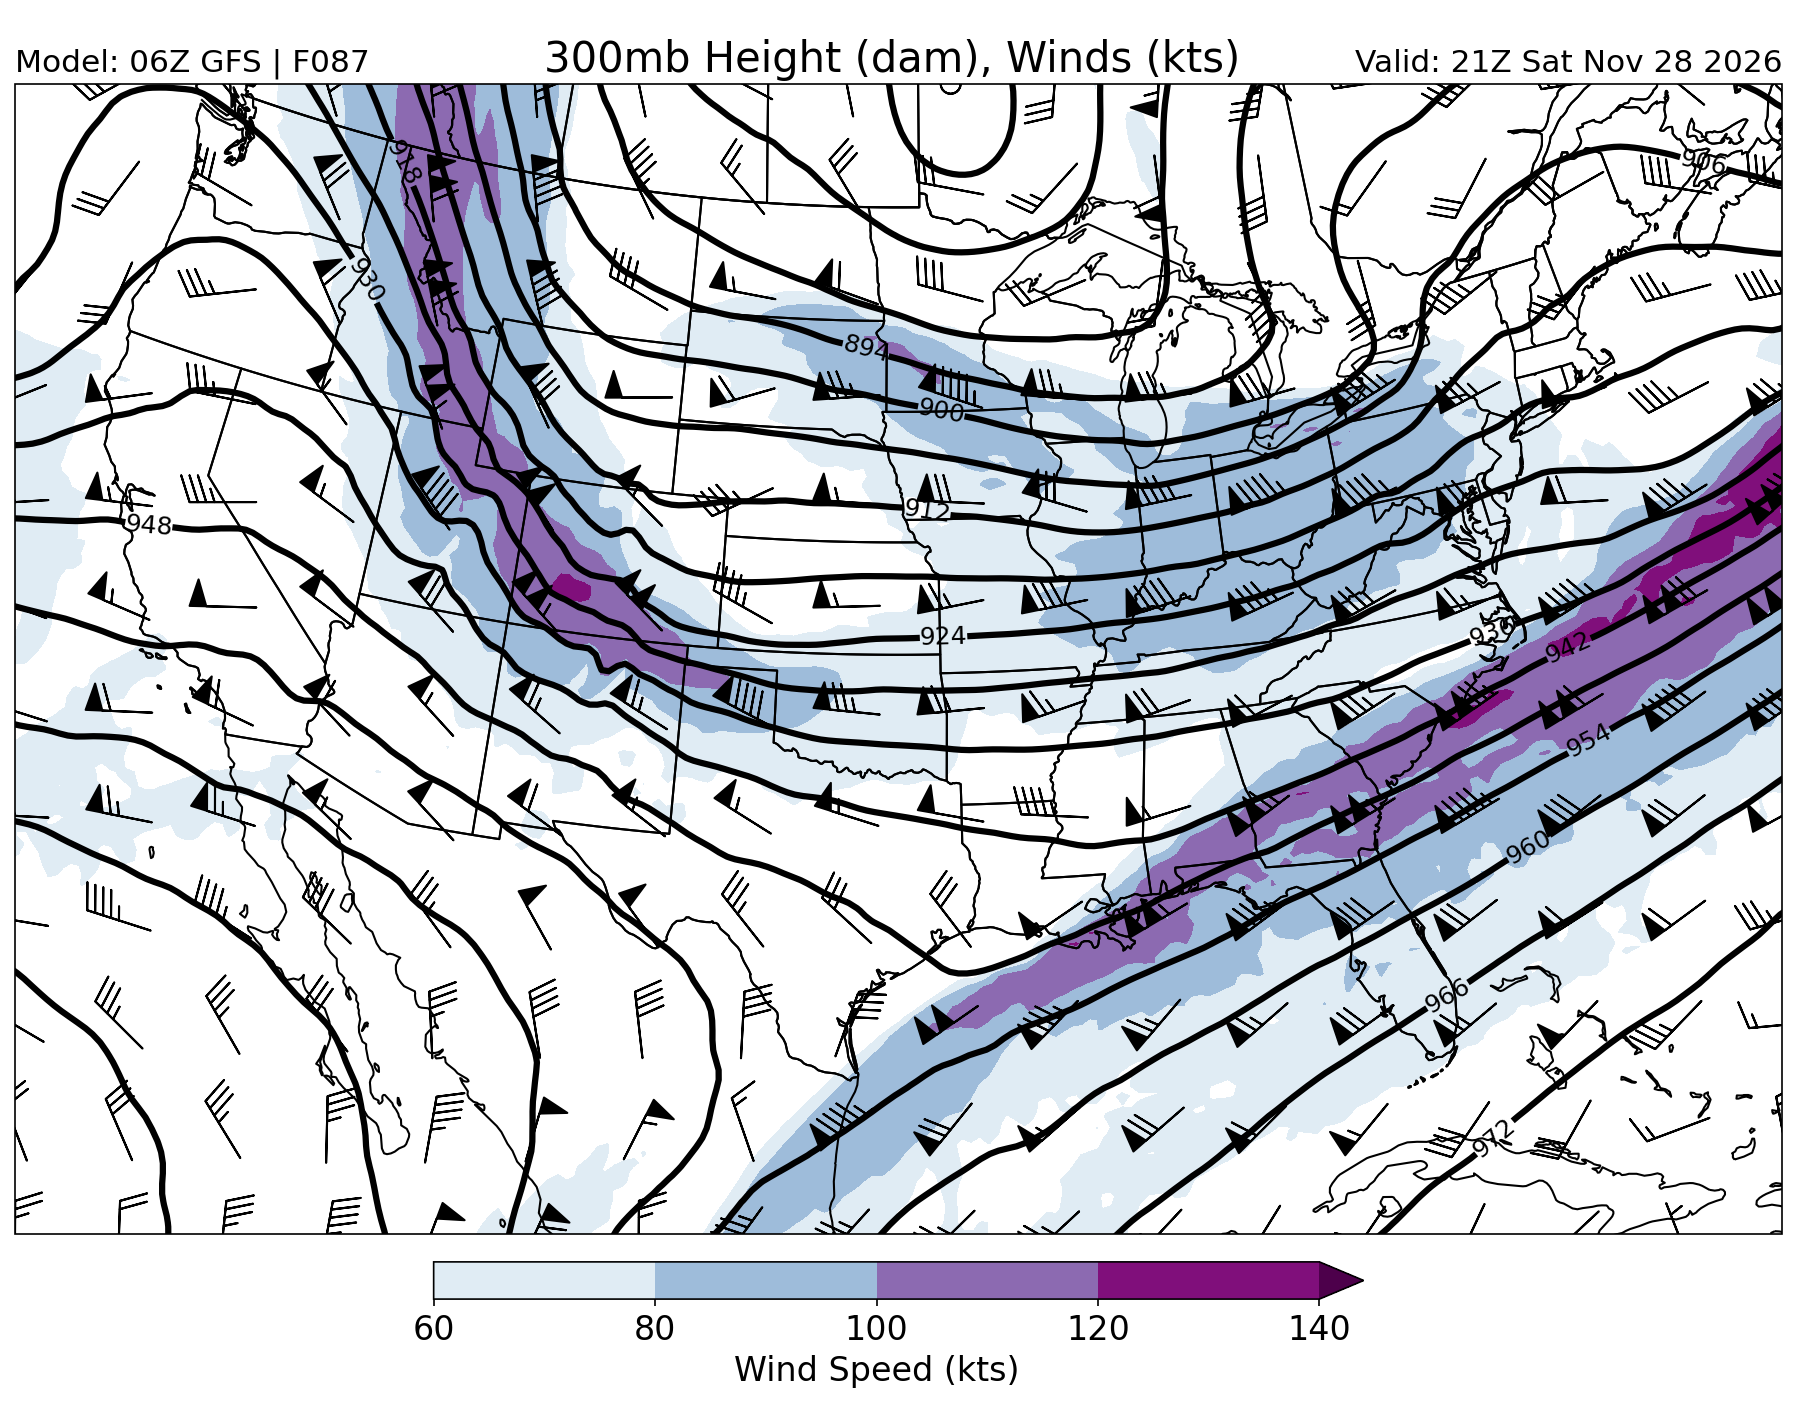 Model: 06Z GFS | F087
300mb Height (dam), Winds (kts)
Valid: 21Z Sat Nov 28 2026
918
906
930
894
900
948
912
924
936
942
954
960
966
972
60 80 100 120 140
Wind Speed (kts)